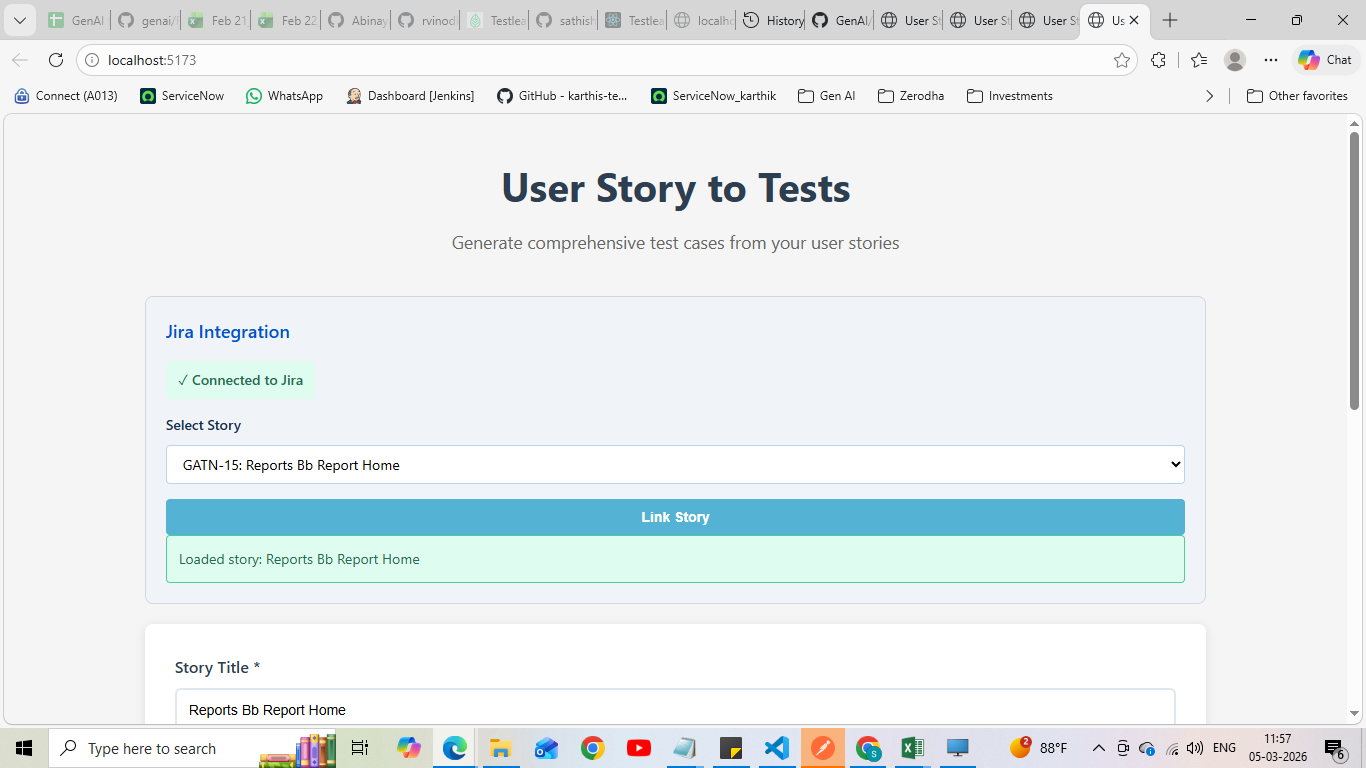 GenAI
genai/i
Feb 21
Feb 22
Abinay
rvinod
Testlea
sathish
Testlea
localho
History
GenAI/
User St
User St
User St
Us
localhost:5173
Chat
Connect (A013)
ServiceNow
WhatsApp
Dashboard [Jenkins]
GitHub - karthis-te...
ServiceNow_karthik
Gen AI
Zerodha
Investments
Other favorites
User Story to Tests
Generate comprehensive test cases from your user stories
Jira Integration
✓ Connected to Jira
Select Story
GATN-15: Reports Bb Report Home
Link Story
Loaded story: Reports Bb Report Home
Story Title *
Reports Bb Report Home
Type here to search
2
88°F
ENG
11:57
05-03-2026
6